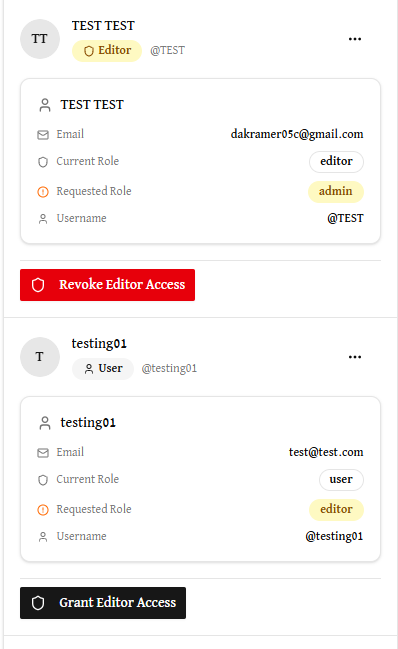 TT
TEST TEST
Editor @TEST
TEST TEST
Email dakramer05c@gmail.com
Current Role editor
Requested Role admin
Username @TEST
Revoke Editor Access
T
testing01
User @testing01
testing01
Email test@test.com
Current Role user
Requested Role editor
Username @testing01
Grant Editor Access